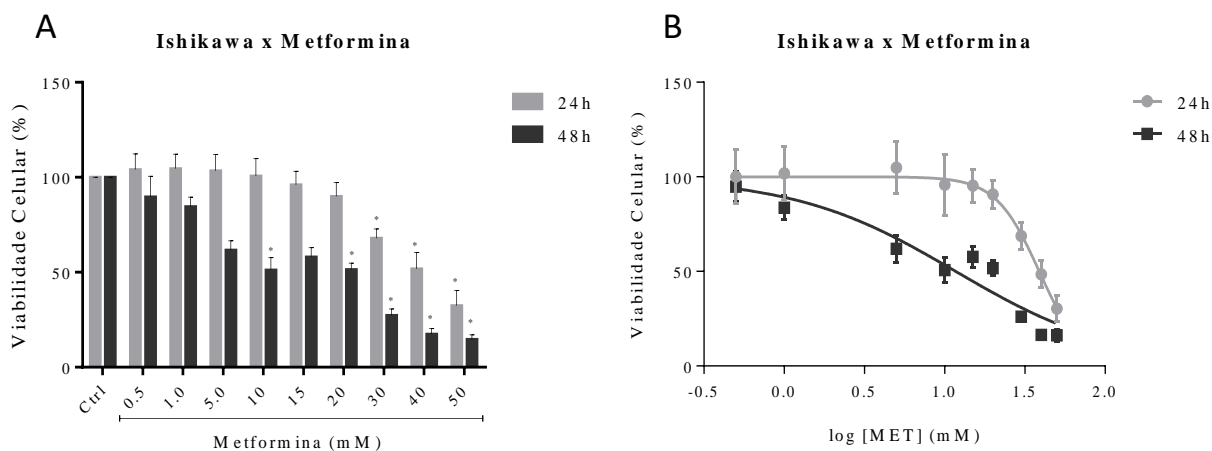 A
Ishikawa x Metformina
Viabilidade Celular (%)
150
100
50
0
24h
48h
* * * * * * * *
Ctrl 0.5 1.0 5.0 10 15 20 30 40 50
Metformina (mM)
B
Ishikawa x Metformina
Viabilidade Celular (%)
150
100
50
0
24h
48h
-0.5 0.0 0.5 1.0 1.5 2.0
log [MET] (mM)